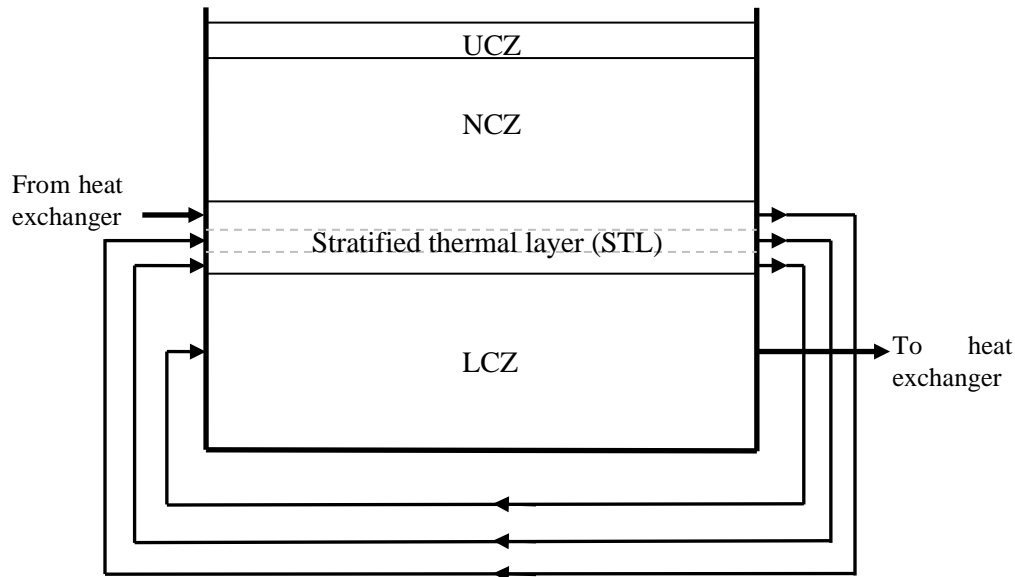 UCZ
NCZ
From heat
exchanger
Stratified thermal layer (STL)
LCZ
To heat
exchanger